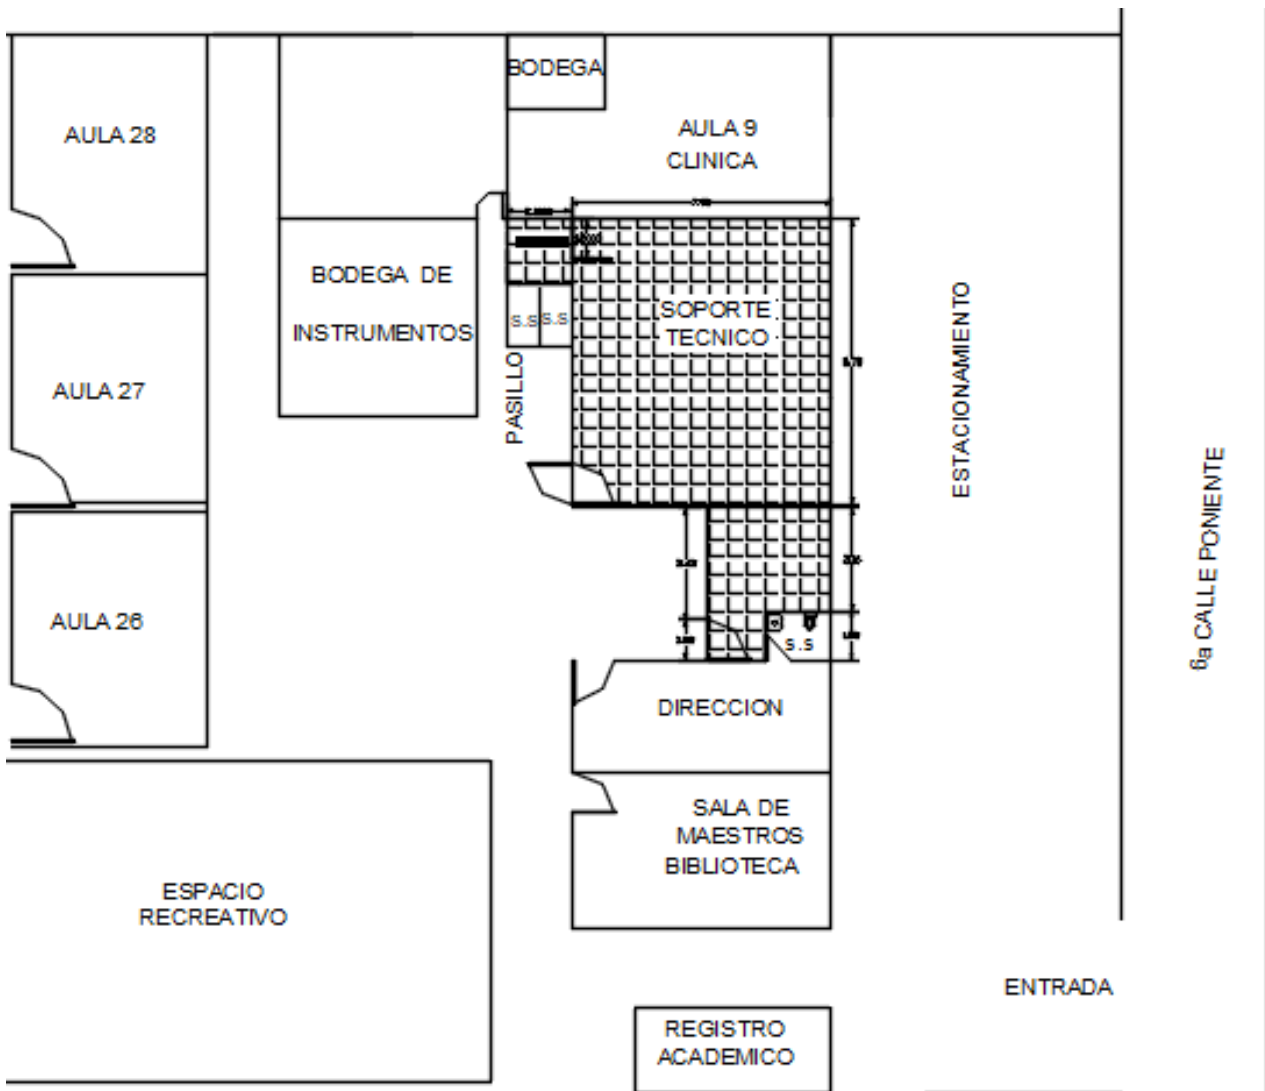 BODEGA
AULA 28
AULA 9
CLINICA
BODEGA DE
INSTRUMENTOS
SOPORTE
TECNICO
S.S
S.S
PASILLO
ESTACIONAMIENTO
AULA 27
6a CALLE PONIENTE
AULA 26
S.S
DIRECCION
SALA DE
MAESTROS
BIBLIOTECA
ESPACIO
RECREATIVO
ENTRADA
REGISTRO
ACADEMICO